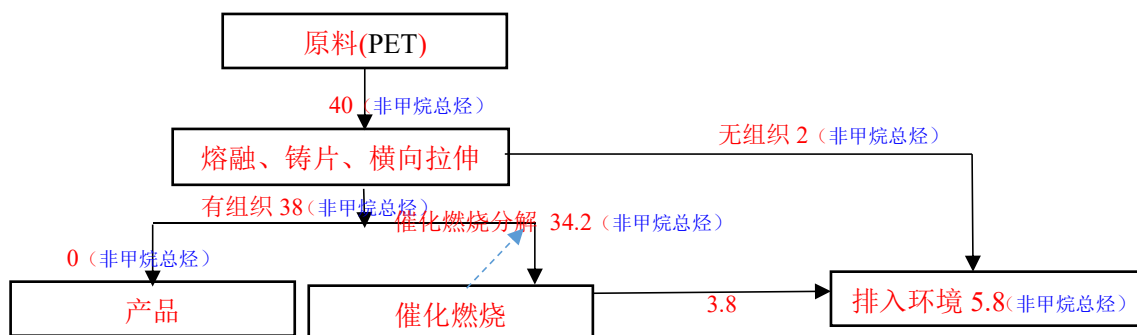 原料(PET)
40（非甲烷总烃）
无组织 2（非甲烷总烃）
熔融、铸片、横向拉伸
有组织 38(非甲烷总烃）
催化燃烧分解 34.2（非甲烷总烃）
0（非甲烷总烃）
产品
催化燃烧
3.8
排入环境 5.8(非甲烷总烃）